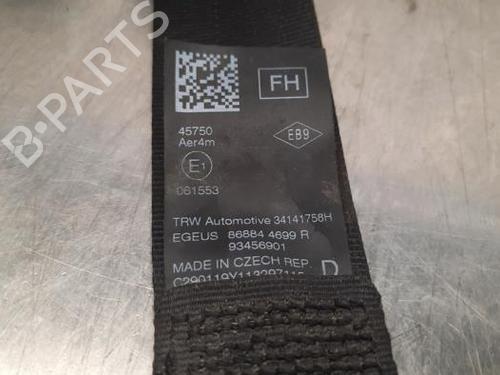 FH
45750
Aer4m
EB9
E1
061553
TRW Automotive 34141758H
EGEUS 86884 4699 R
93456901
MADE IN CZECH REP.
D
B-PARTS